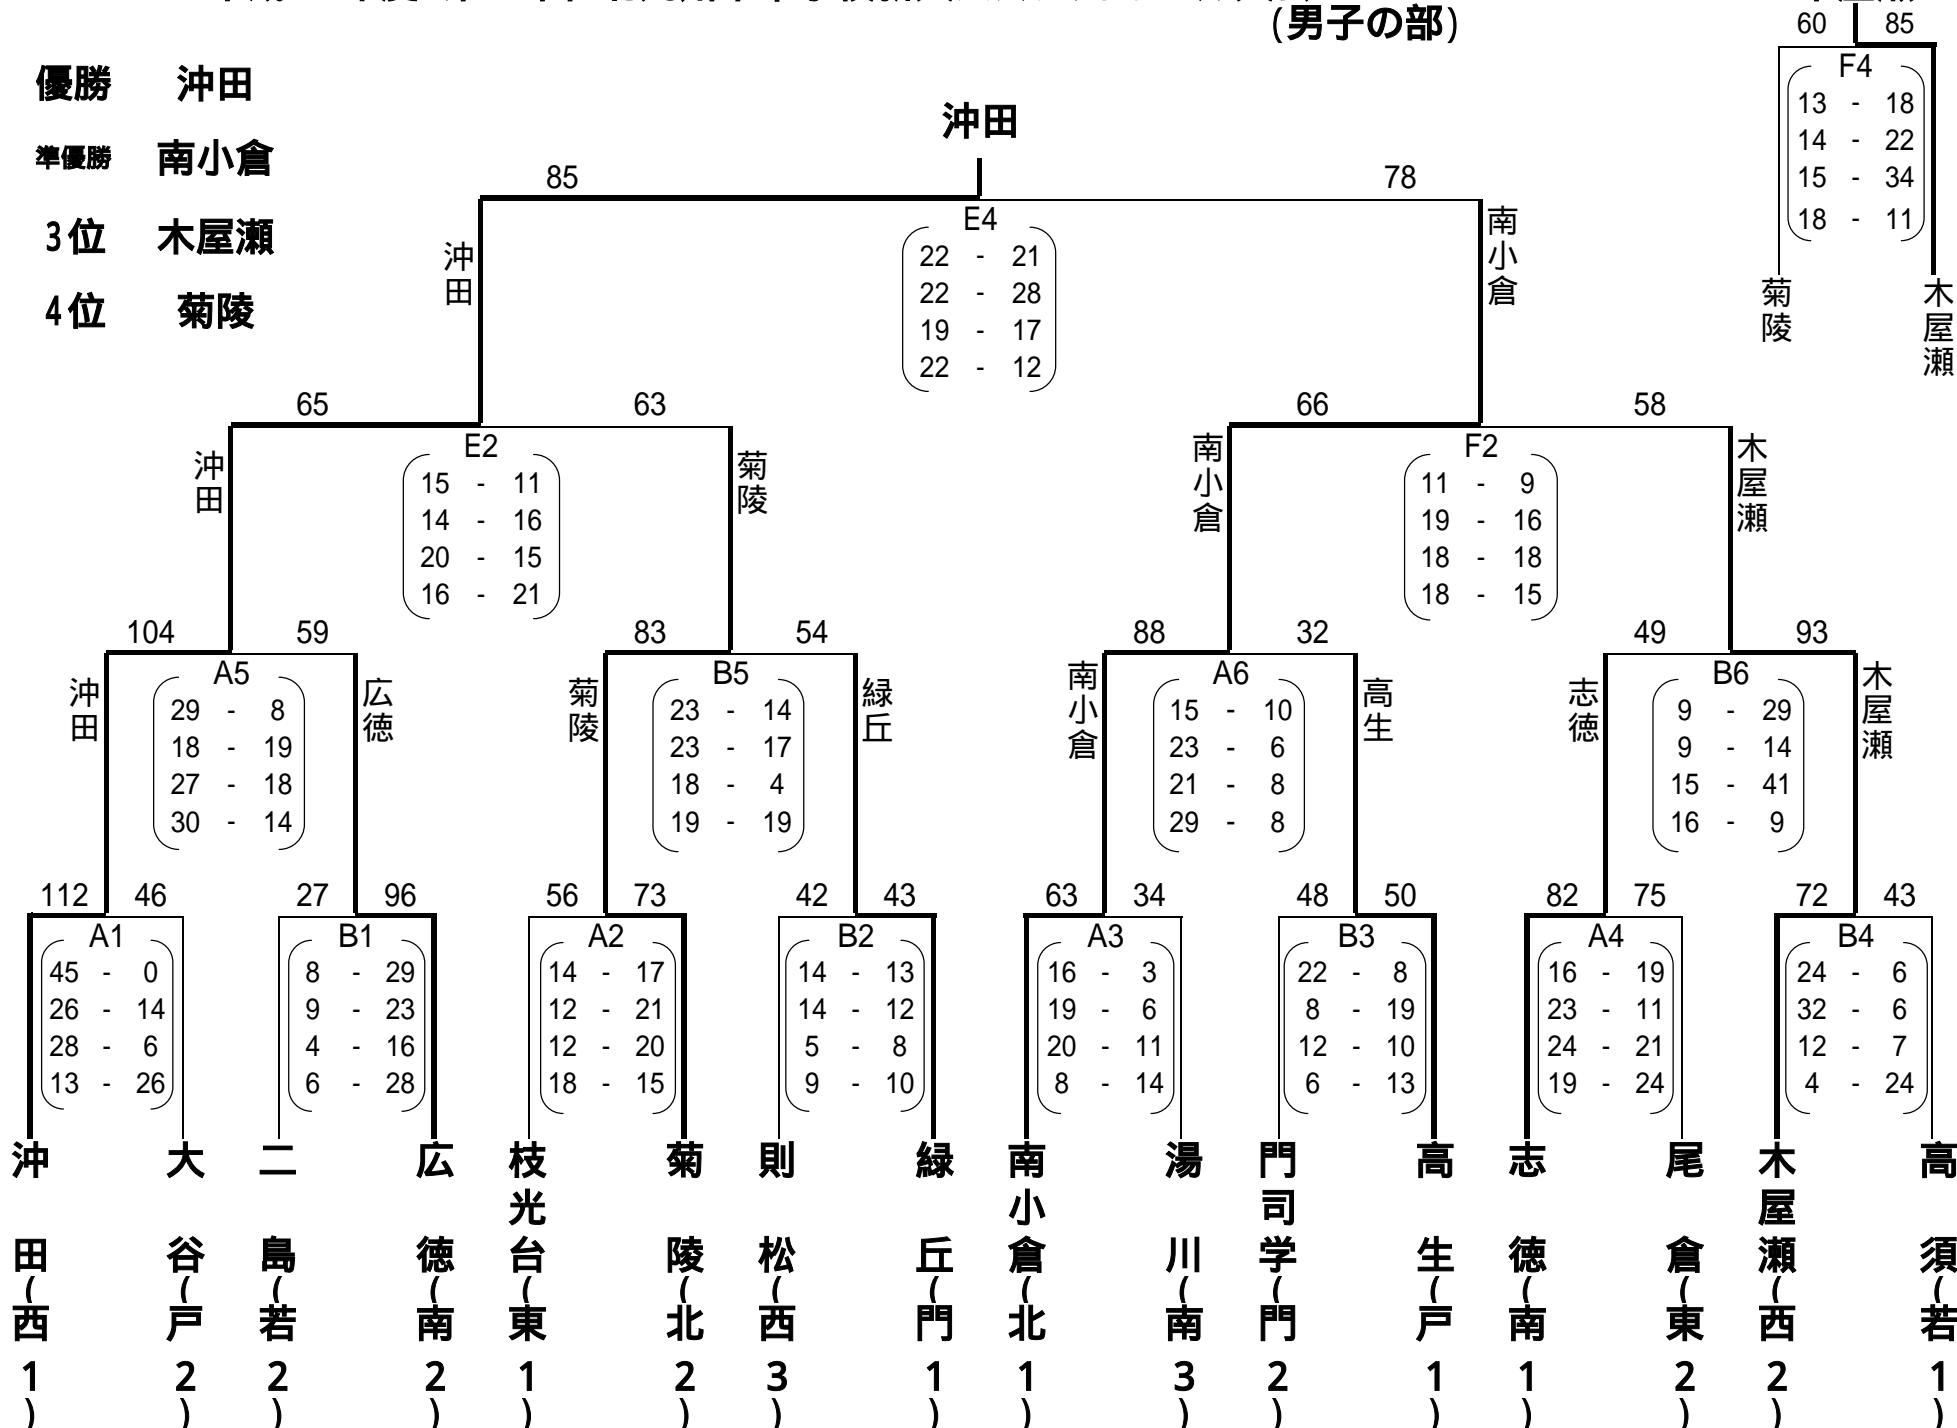 (男子の部)
60 85
F4
13 - 18
14 - 22
15 - 34
18 - 11
菊陵
木屋瀬
優勝 沖田
準優勝 南小倉
3位 木屋瀬
4位 菊陵
沖田
85 78
E4
22 - 21
22 - 28
19 - 17
22 - 12
沖田
南小倉
65 63
E2
15 - 11
14 - 16
20 - 15
16 - 21
沖田
菊陵
66 58
F2
11 - 9
19 - 16
18 - 18
18 - 15
南小倉
木屋瀬
104 59
A5
29 - 8
18 - 19
27 - 18
30 - 14
沖田
広徳
83 54
B5
23 - 14
23 - 17
18 - 4
19 - 19
菊陵
緑丘
88 32
A6
15 - 10
23 - 6
21 - 8
29 - 8
南小倉
高生
49 93
B6
9 - 29
9 - 14
15 - 41
16 - 9
志徳
木屋瀬
112 46
A1
45 - 0
26 - 14
28 - 6
13 - 26
27 96
B1
8 - 29
9 - 23
4 - 16
6 - 28
56 73
A2
14 - 17
12 - 21
12 - 20
18 - 15
42 43
B2
14 - 13
14 - 12
5 - 8
9 - 10
63 34
A3
16 - 3
19 - 6
20 - 11
8 - 14
48 50
B3
22 - 8
8 - 19
12 - 10
6 - 13
82 75
A4
16 - 19
23 - 11
24 - 21
19 - 24
72 43
B4
24 - 6
32 - 6
12 - 7
4 - 24
沖田(西1)
大谷(戸2)
二島(若2)
広徳(南2)
枝光台(東1)
菊陵(北2)
則松(西3)
緑丘(門1)
南小倉(北1)
湯川(南3)
門司学(門2)
高生(戸1)
志徳(南1)
尾倉(東2)
木屋瀬(西2)
高須(若1)